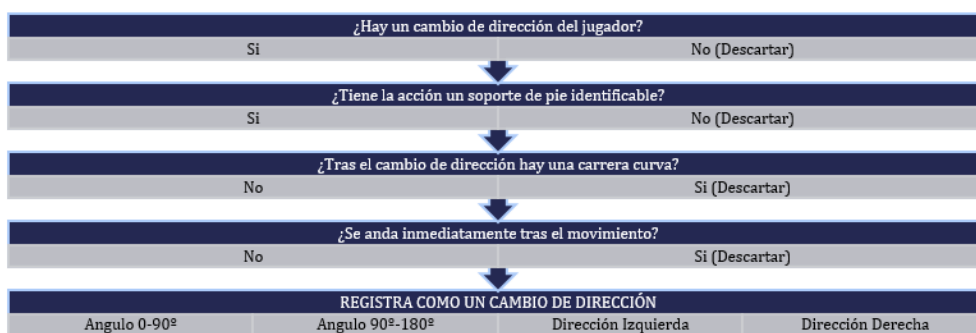 ¿Hay un cambio de dirección del jugador?
Si No (Descartar)
¿Tiene la acción un soporte de pie identificable?
Si No (Descartar)
¿Tras el cambio de dirección hay una carrera curva?
No Si (Descartar)
¿Se anda inmediatamente tras el movimiento?
No Si (Descartar)
REGISTRA COMO UN CAMBIO DE DIRECCIÓN
Angulo 0-90º Angulo 90º-180º Dirección Izquierda Dirección Derecha